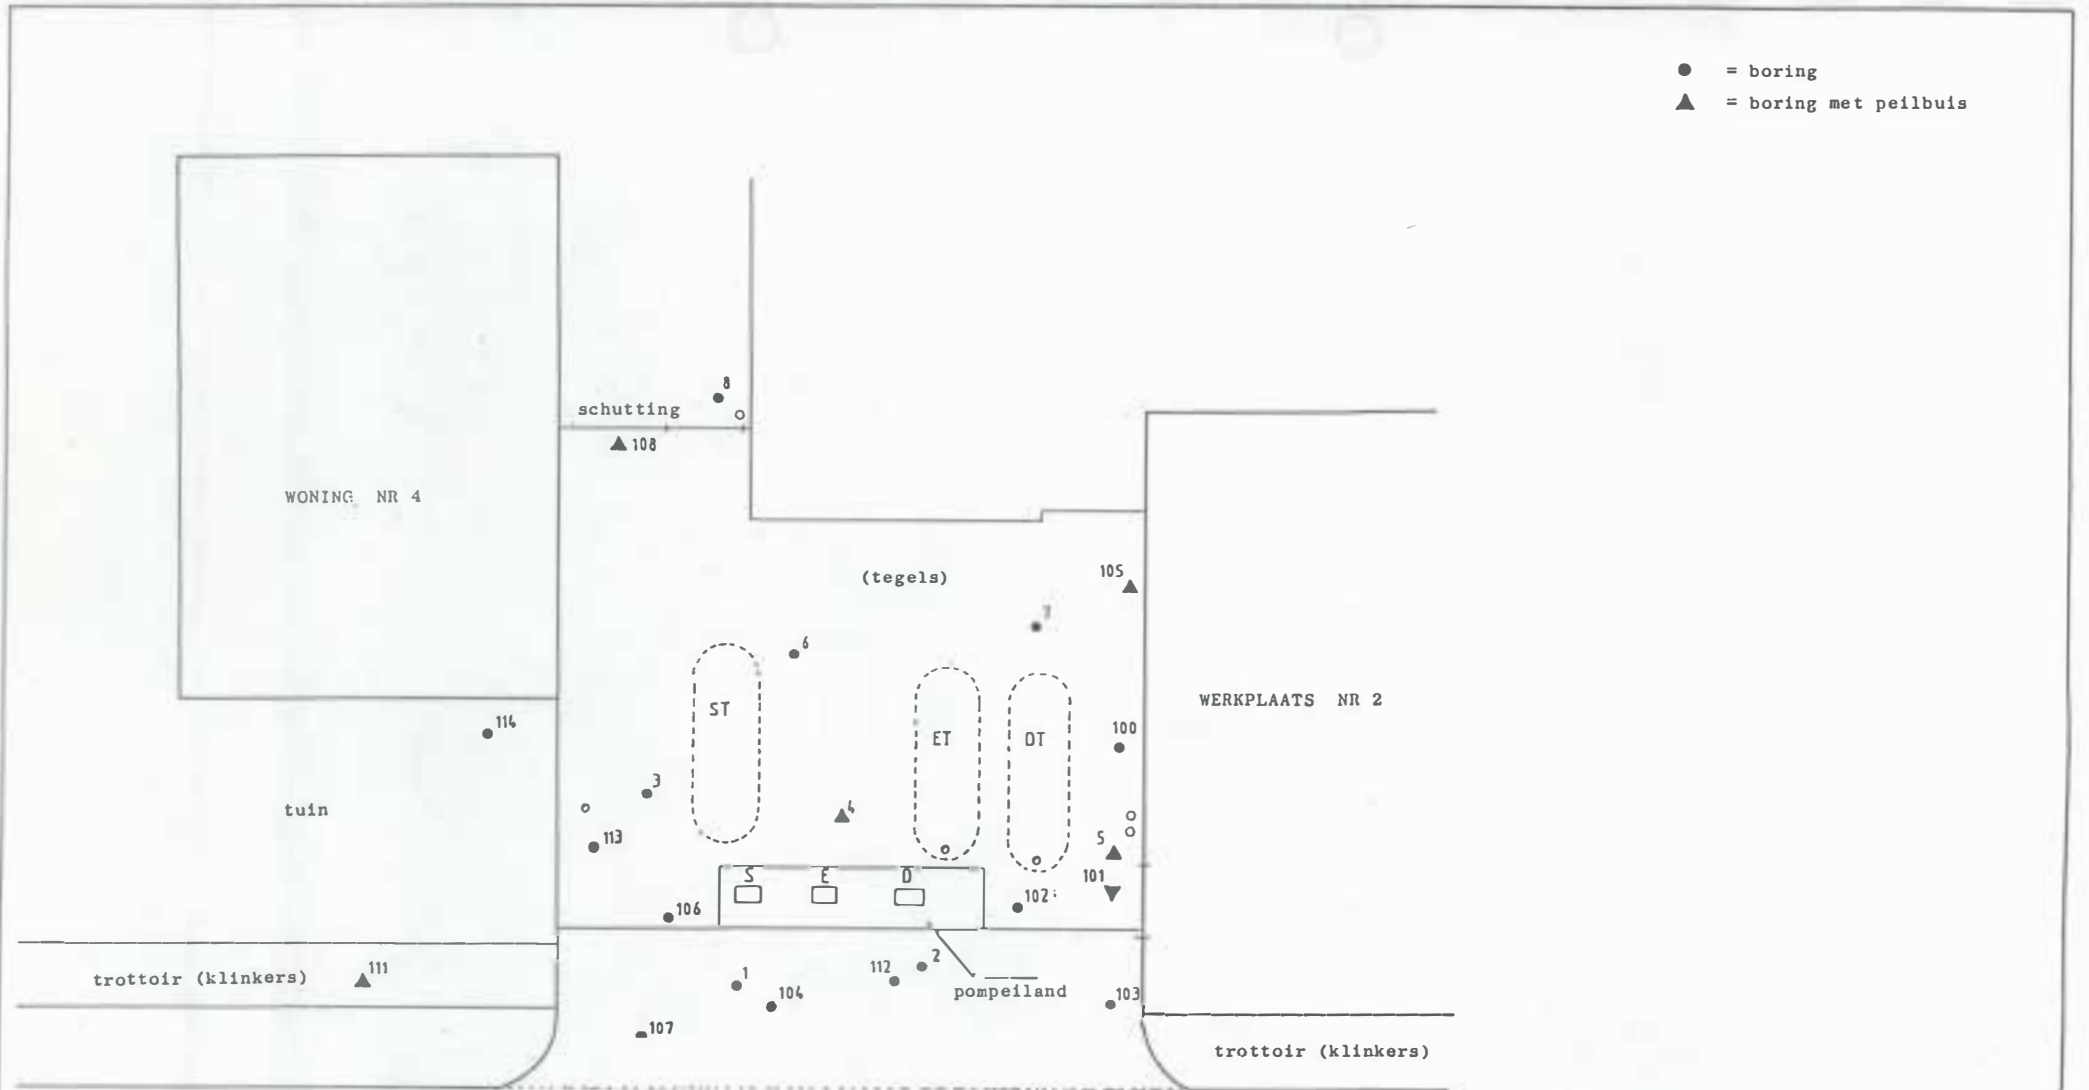 = boring
= boring met peilbuis
8
schutting
108
WONING NR 4
(tegels)
105
7
6
WERKPLAATS NR 2
ST
114
100
ET
DT
3
tuin
4
113
5
S
E
D
101
102
106
111
2
trottoir (klinkers)
1
112
pompeiland
104
103
107
trottoir (klinkers)